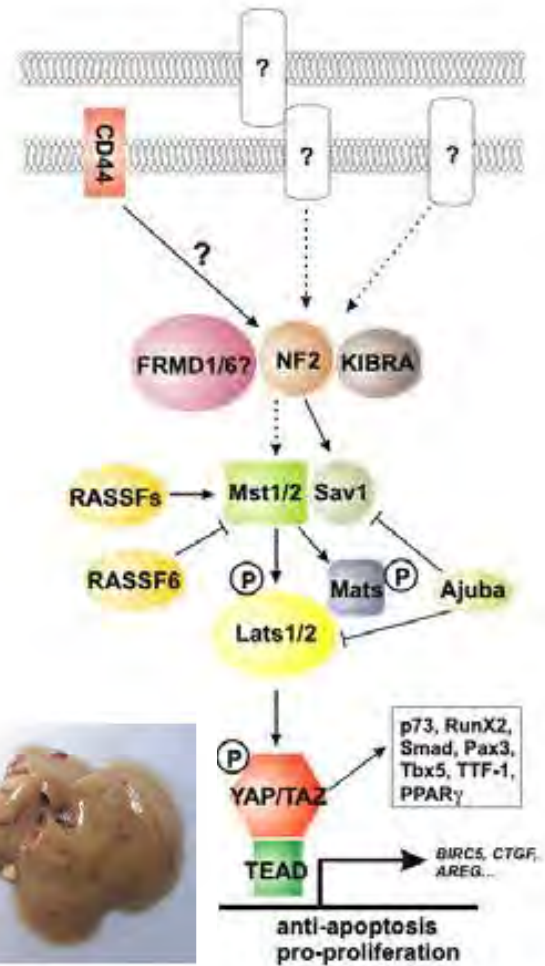 ?
CD44
?
?
?
FRMD1/6?
NF2
KIBRA
RASSFs
Mst1/2
Sav1
RASSF6
P
Mats
P
Ajuba
Lats1/2
p73, RunX2,
Smad, Pax3,
Tbx5, TTF-1,
PPARγ
P
YAP/TAZ
TEAD
BIRC5, CTGF,
AREG...
anti-apoptosis
pro-proliferation